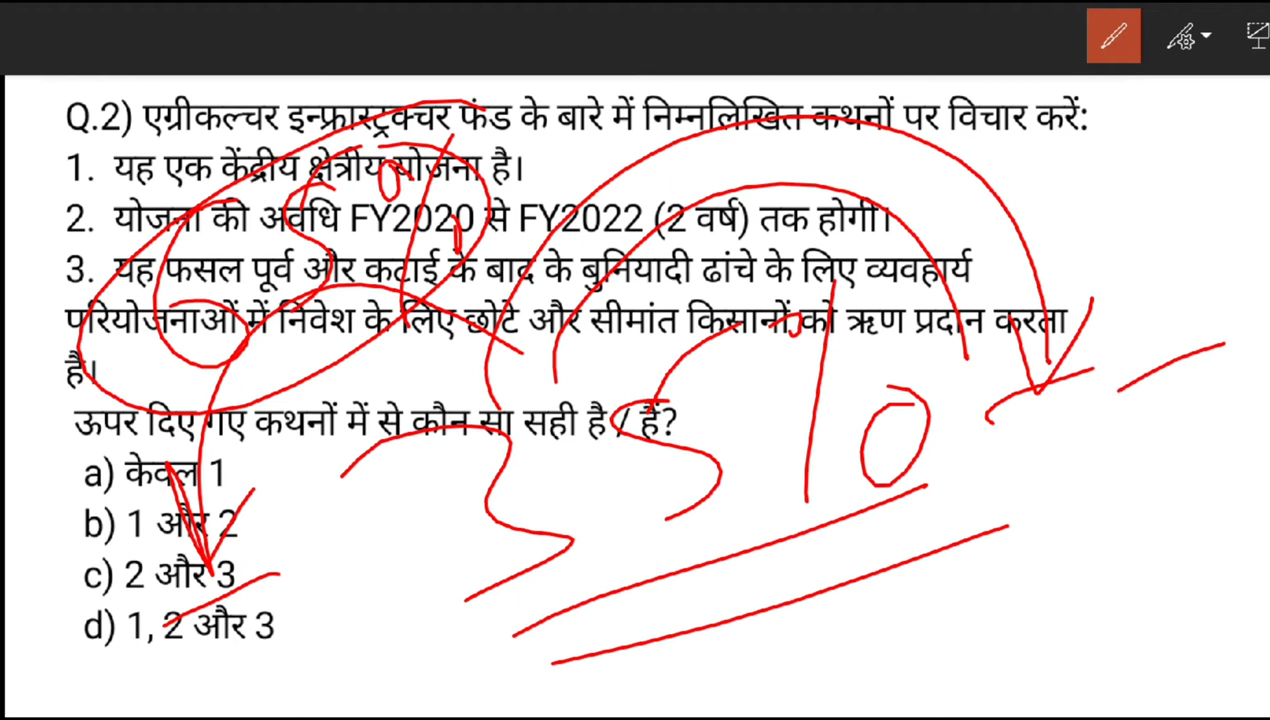 Q.2) एग्रीकल्चर इन्फ्रास्ट्रक्चर फंड के बारे में निम्नलिखित कथनों पर विचार करें:
1. यह एक केंद्रीय क्षेत्रीय योजना है।
2. योजना की अवधि FY2020 से FY2022 (2 वर्ष) तक होगी।
3. यह फसल पूर्व और कटाई के बाद के बुनियादी ढांचे के लिए व्यवहार्य
परियोजनाओं में निवेश के लिए छोटे और सीमांत किसानों को ऋण प्रदान करता
है।
ऊपर दिए गए कथनों में से कौन सा सही है / हैं?
a) केवल 1
b) 1 और 2
c) 2 और 3
d) 1, 2 और 3